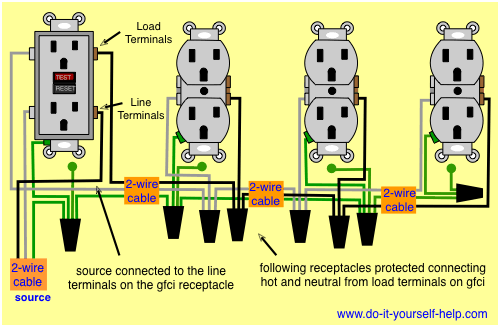 Load
Terminals
TEST
RESET
Line
Terminals
2-wire
cable
2-wire
cable
2-wire
cable
2-wire
cable
source
source connected to the line
terminals on the gfci receptacle
following receptacles protected connecting
hot and neutral from load terminals on gfci
www.do-it-yourself-help.com